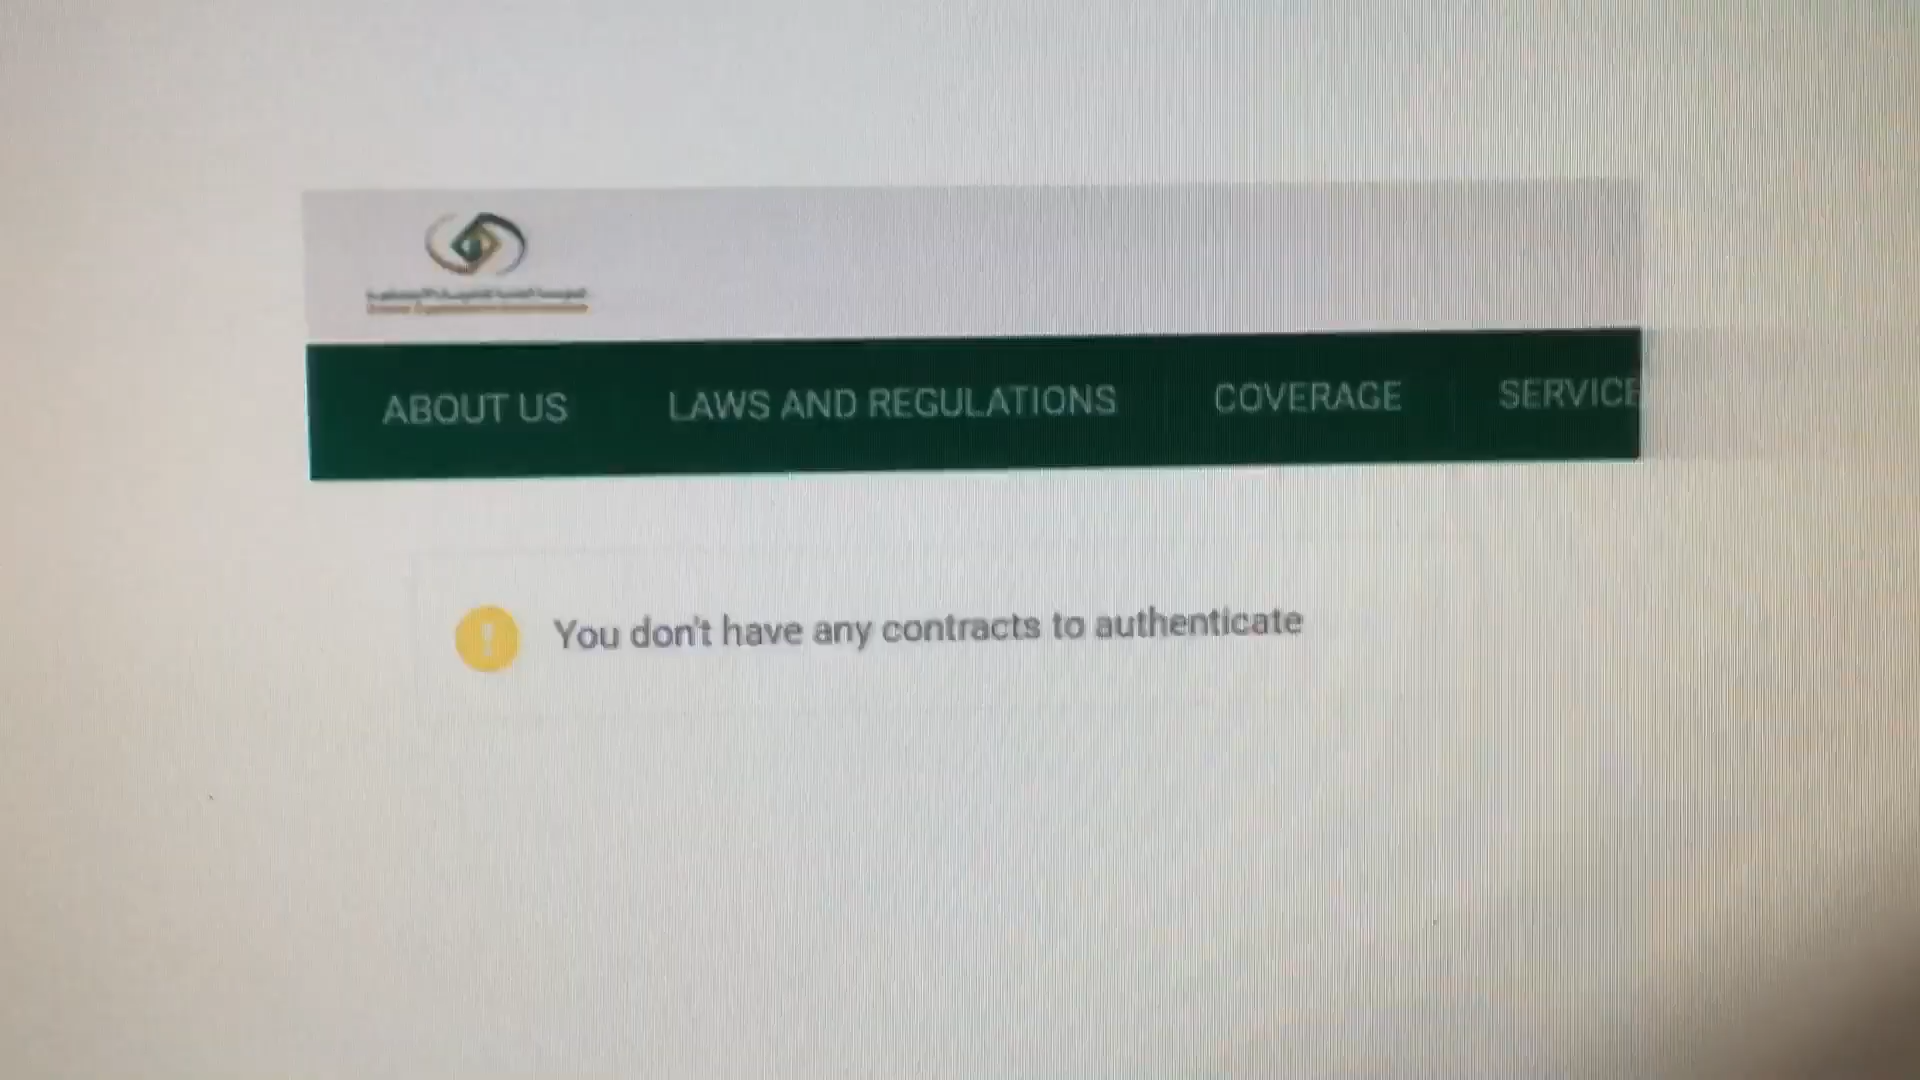 ABOUT US
LAWS AND REGULATIONS
COVERAGE
SERVICE
You don't have any contracts to authenticate